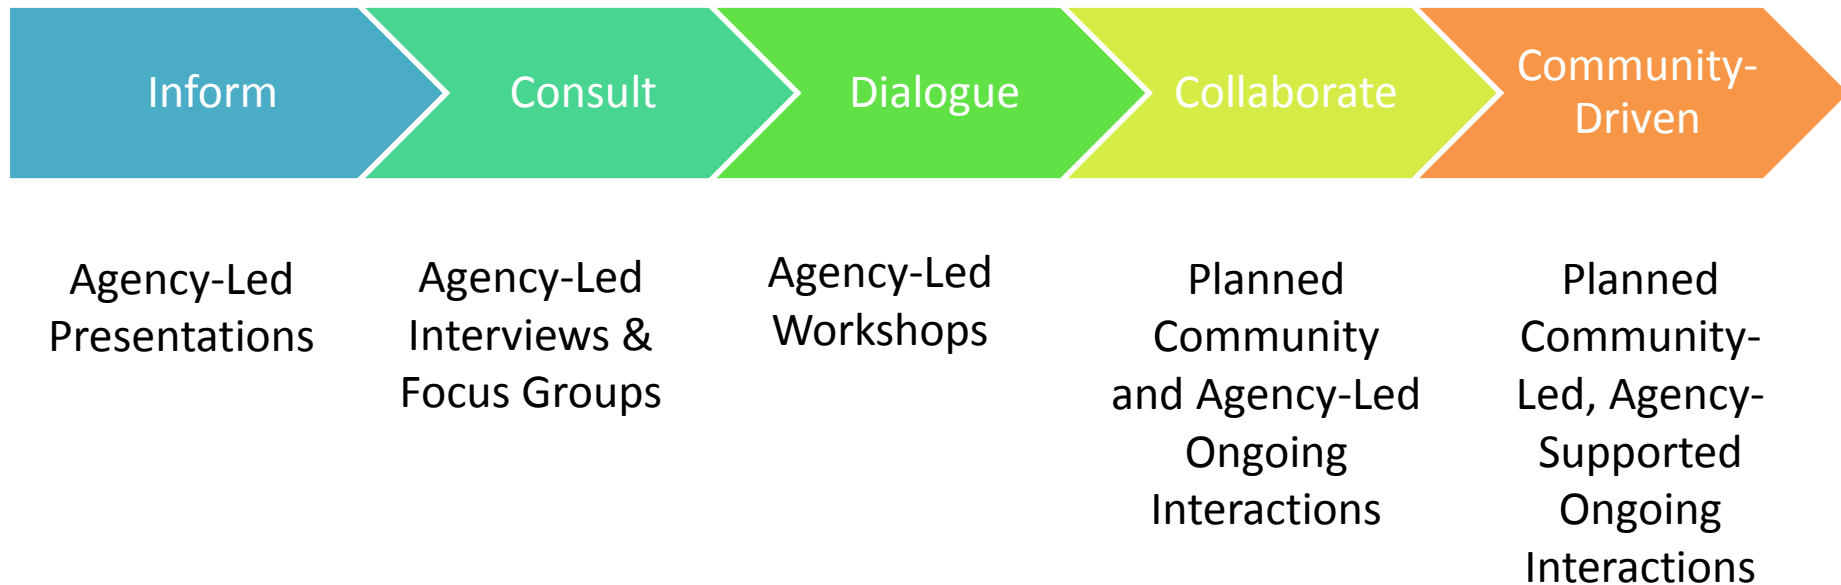 Inform
Consult
Dialogue
Collaborate
Community-
Driven
Agency-Led
Presentations
Agency-Led
Interviews &
Focus Groups
Agency-Led
Workshops
Planned
Community
and Agency-Led
Ongoing
Interactions
Planned
Community-
Led, Agency-
Supported
Ongoing
Interactions